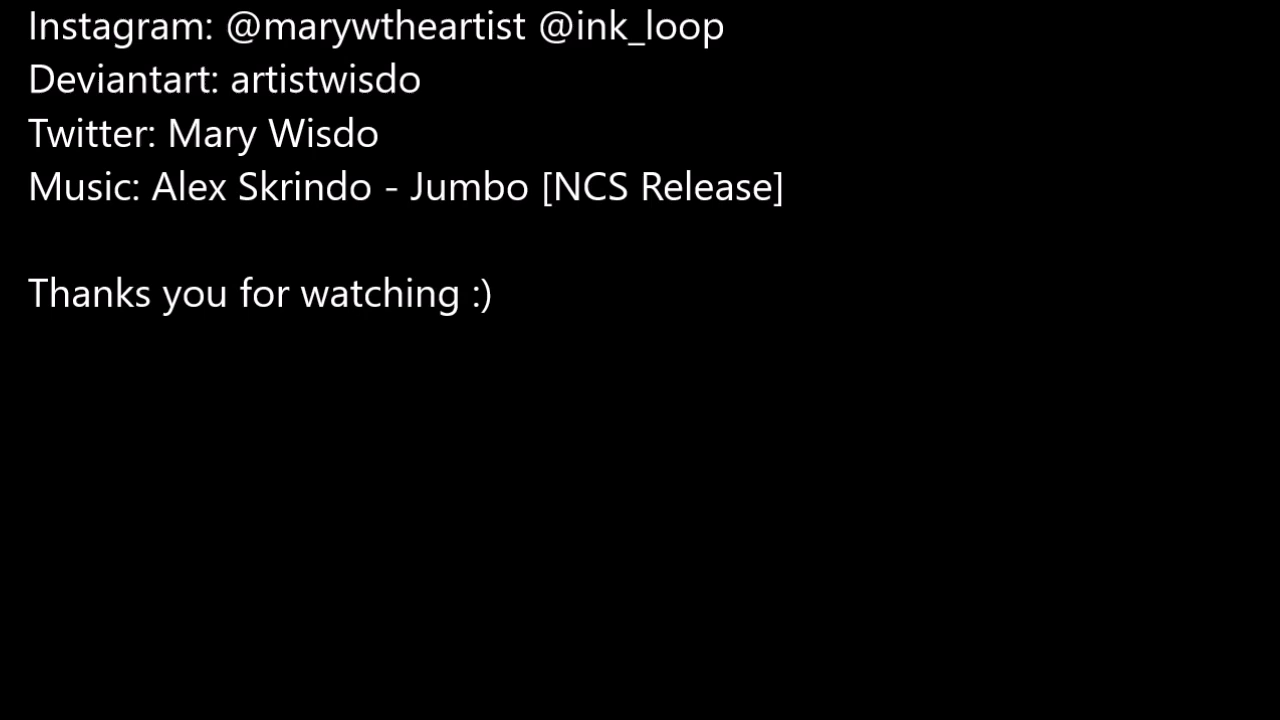 Instagram: @marywtheartist @ink_loop
Deviantart: artistwisdo
Twitter: Mary Wisdo
Music: Alex Skrindo - Jumbo [NCS Release]
Thanks you for watching :)